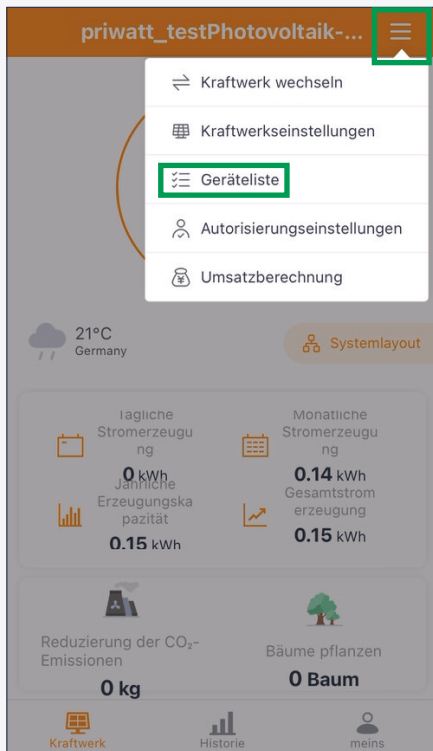 priwatt_testPhotovoltaik-...
Kraftwerk wechseln
Kraftwerkseinstellungen
Geräteliste
Autorisierungseinstellungen
Umsatzberechnung
21°C
Germany
Systemlayout
Tägliche
Stromerzeugu
ng
0 kWh
Monatliche
Stromerzeugu
ng
0.14 kWh
Jährliche
Erzeugungska
pazität
0.15 kWh
Gesamtstrom
erzeugung
0.15 kWh
Reduzierung der CO₂-
Emissionen
0 kg
Bäume pflanzen
0 Baum
Kraftwerk
Historie
meins